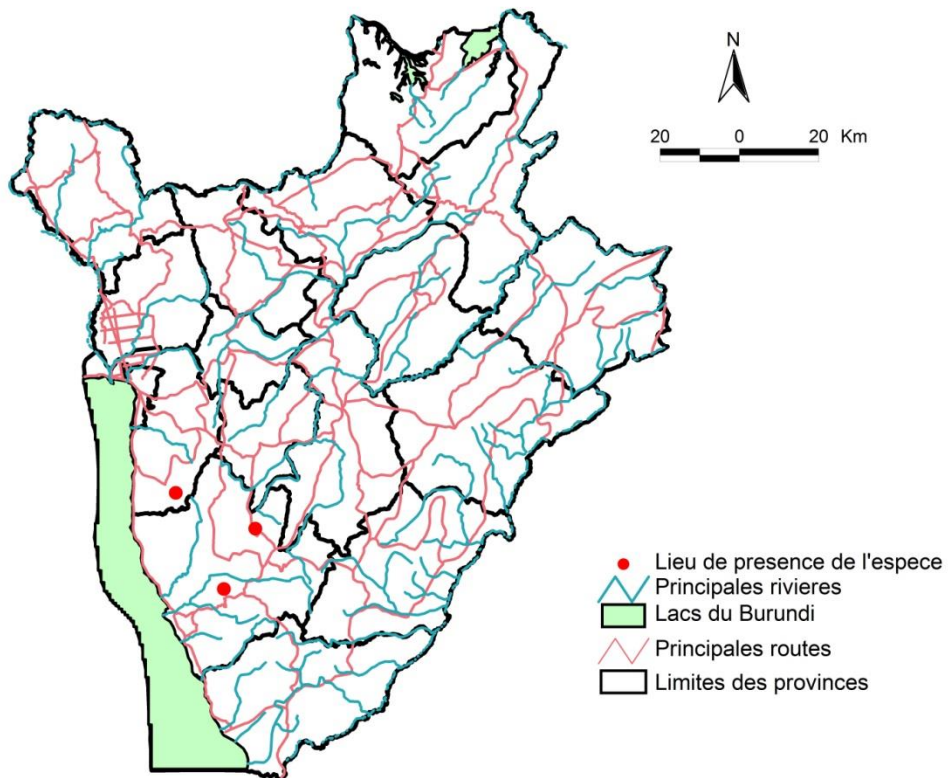 N
20 0 20 Km
Lieu de presence de l'espece
Principales rivieres
Lacs du Burundi
Principales routes
Limites des provinces